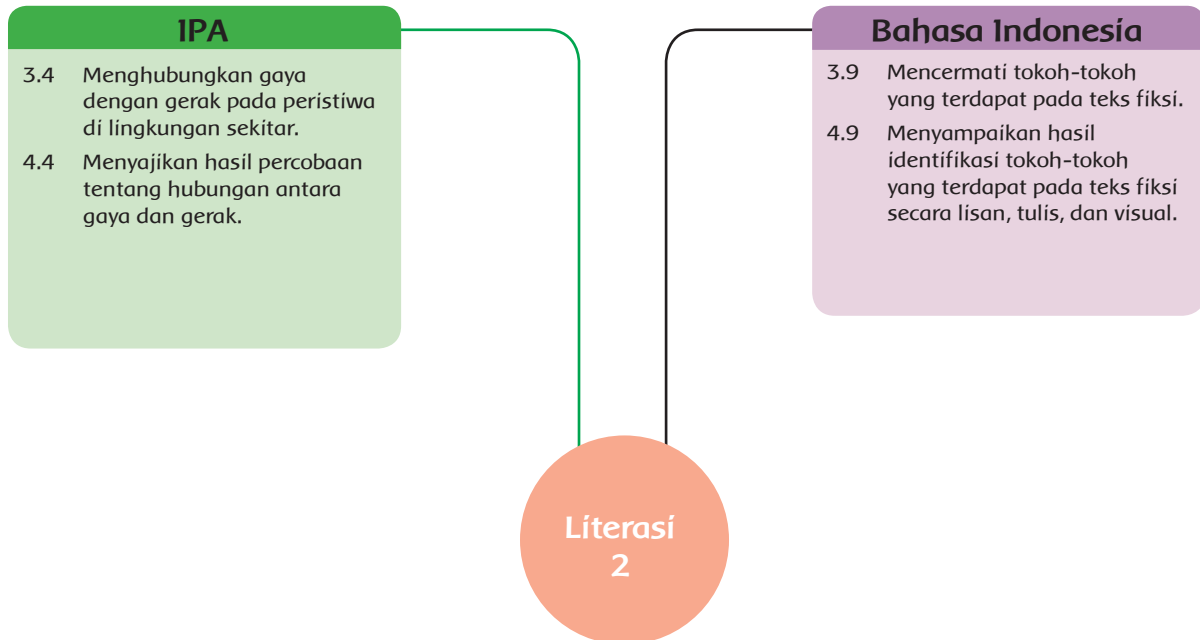 IPA
3.4 Menghubungkan gaya
dengan gerak pada peristiwa
di lingkungan sekitar.
4.4 Menyajikan hasil percobaan
tentang hubungan antara
gaya dan gerak.
Bahasa Indonesia
3.9 Mencermati tokoh-tokoh
yang terdapat pada teks fiksi.
4.9 Menyampaikan hasil
identifikasi tokoh-tokoh
yang terdapat pada teks fiksi
secara lisan, tulis, dan visual.
Literasi
2